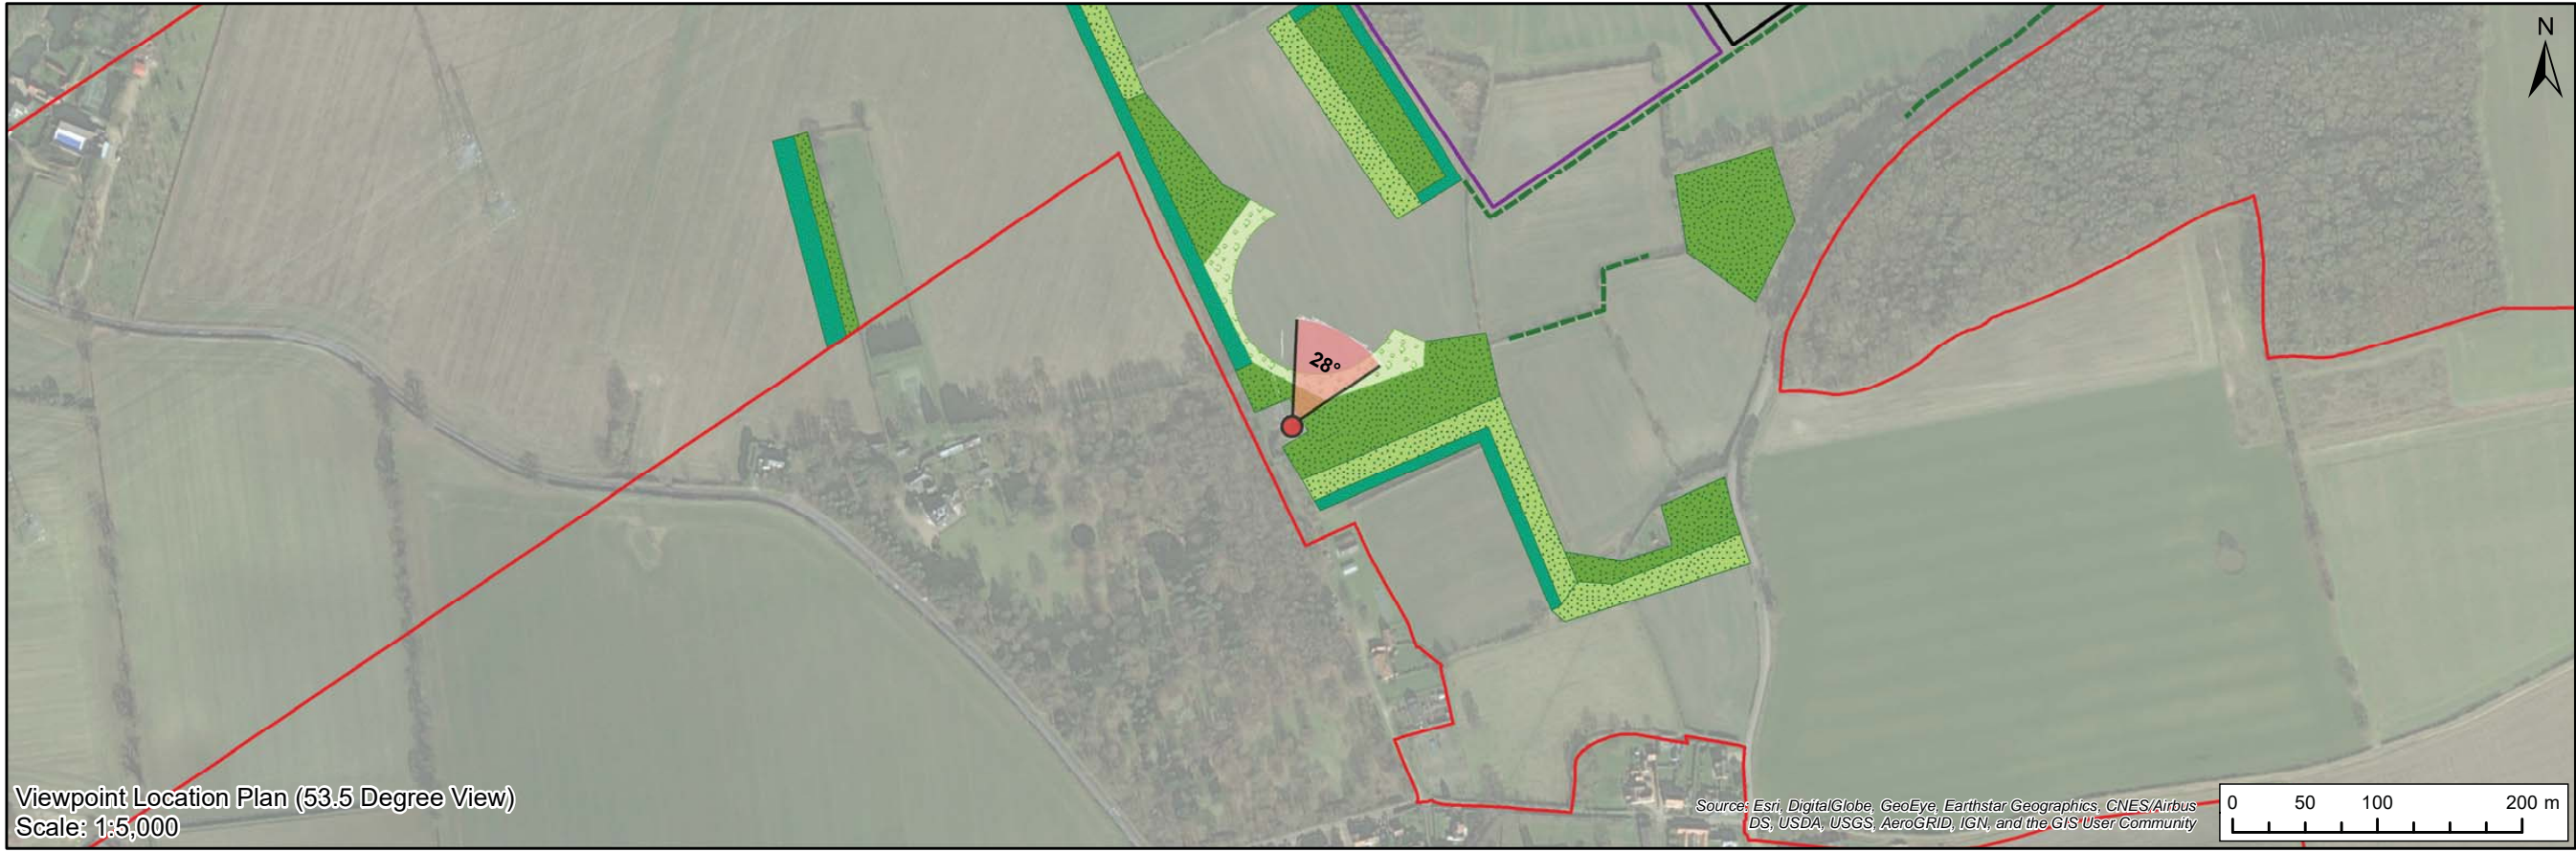 N
28°
Viewpoint Location Plan (53.5 Degree View)
Scale: 1:5,000
Source: Esri, DigitalGlobe, GeoEye, Earthstar Geographics, CNES/Airbus
DS, USDA, USGS, AeroGRID, IGN, and the GIS User Community
0 50 100 200 m